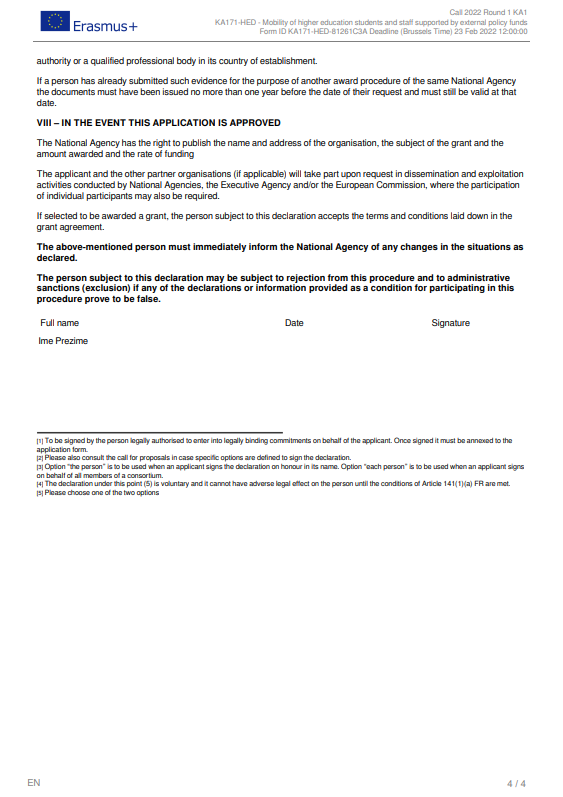 Erasmus+
Call 2022 Round 1 KA1
KA171-HED - Mobility of higher education students and staff supported by external policy funds
Form ID KA171-HED-81261C3A Deadline (Brussels Time) 23 Feb 2022 12:00:00
authority or a qualified professional body in its country of establishment.
If a person has already submitted such evidence for the purpose of another award procedure of the same National Agency
the documents must have been issued no more than one year before the date of their request and must still be valid at that
date.
VIII – IN THE EVENT THIS APPLICATION IS APPROVED
The National Agency has the right to publish the name and address of the organisation, the subject of the grant and the
amount awarded and the rate of funding
The applicant and the other partner organisations (if applicable) will take part upon request in dissemination and exploitation
activities conducted by National Agencies, the Executive Agency and/or the European Commission, where the participation
of individual participants may also be required.
If selected to be awarded a grant, the person subject to this declaration accepts the terms and conditions laid down in the
grant agreement.
The above-mentioned person must immediately inform the National Agency of any changes in the situations as
declared.
The person subject to this declaration may be subject to rejection from this procedure and to administrative
sanctions (exclusion) if any of the declarations or information provided as a condition for participating in this
procedure prove to be false.
Full name Date Signature
Ime Prezime
[1] To be signed by the person legally authorised to enter into legally binding commitments on behalf of the applicant. Once signed it must be annexed to the
application form.
[2] Please also consult the call for proposals in case specific options are defined to sign the declaration.
[3] Option “the person” is to be used when an applicant signs the declaration on honour in its name. Option “each person” is to be used when an applicant signs
on behalf of all members of a consortium.
[4] The declaration under this point (5) is voluntary and it cannot have adverse legal effect on the person until the conditions of Article 141(1)(a) FR are met.
[5] Please choose one of the two options
EN
4 / 4